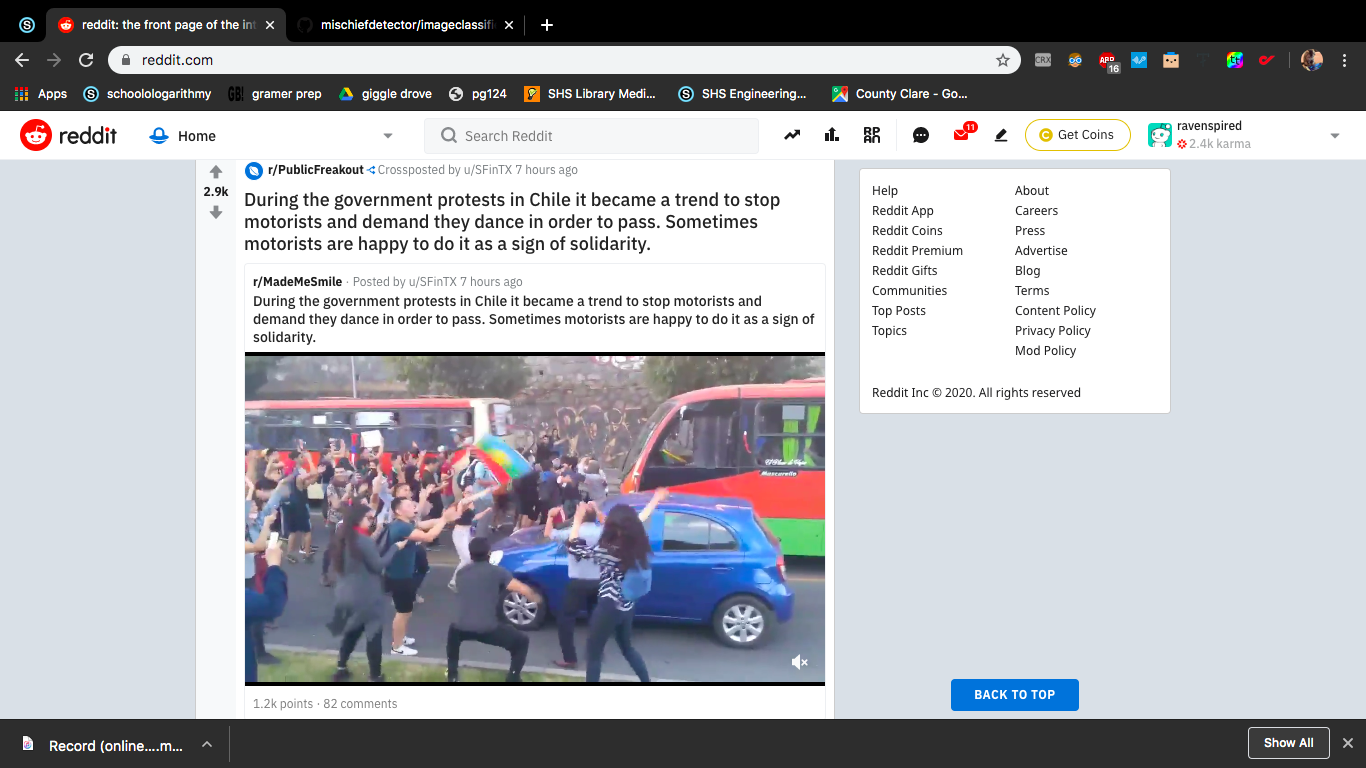 reddit: the front page of the int
mischiefdetector/imageclassifi
reddit.com
CRX
ABP
16
Apps
schoolologarithmy
GB!
gramer prep
giggle drove
pg124
SHS Library Medi...
SHS Engineering...
County Clare - Go...
reddit
Home
Search Reddit
RP
AN
11
Get Coins
ravenspired
2.4k karma
r/PublicFreakout
Crossposted by u/SFinTX 7 hours ago
2.9k
During the government protests in Chile it became a trend to stop
motorists and demand they dance in order to pass. Sometimes
motorists are happy to do it as a sign of solidarity.
r/MadeMeSmile · Posted by u/SFinTX 7 hours ago
During the government protests in Chile it became a trend to stop motorists and
demand they dance in order to pass. Sometimes motorists are happy to do it as a sign of
solidarity.
Mascarello
1.2k points · 82 comments
Help
About
Reddit App
Careers
Reddit Coins
Press
Reddit Premium
Advertise
Reddit Gifts
Blog
Communities
Terms
Top Posts
Content Policy
Topics
Privacy Policy
Mod Policy
Reddit Inc © 2020. All rights reserved
BACK TO TOP
Record (online....m...
Show All